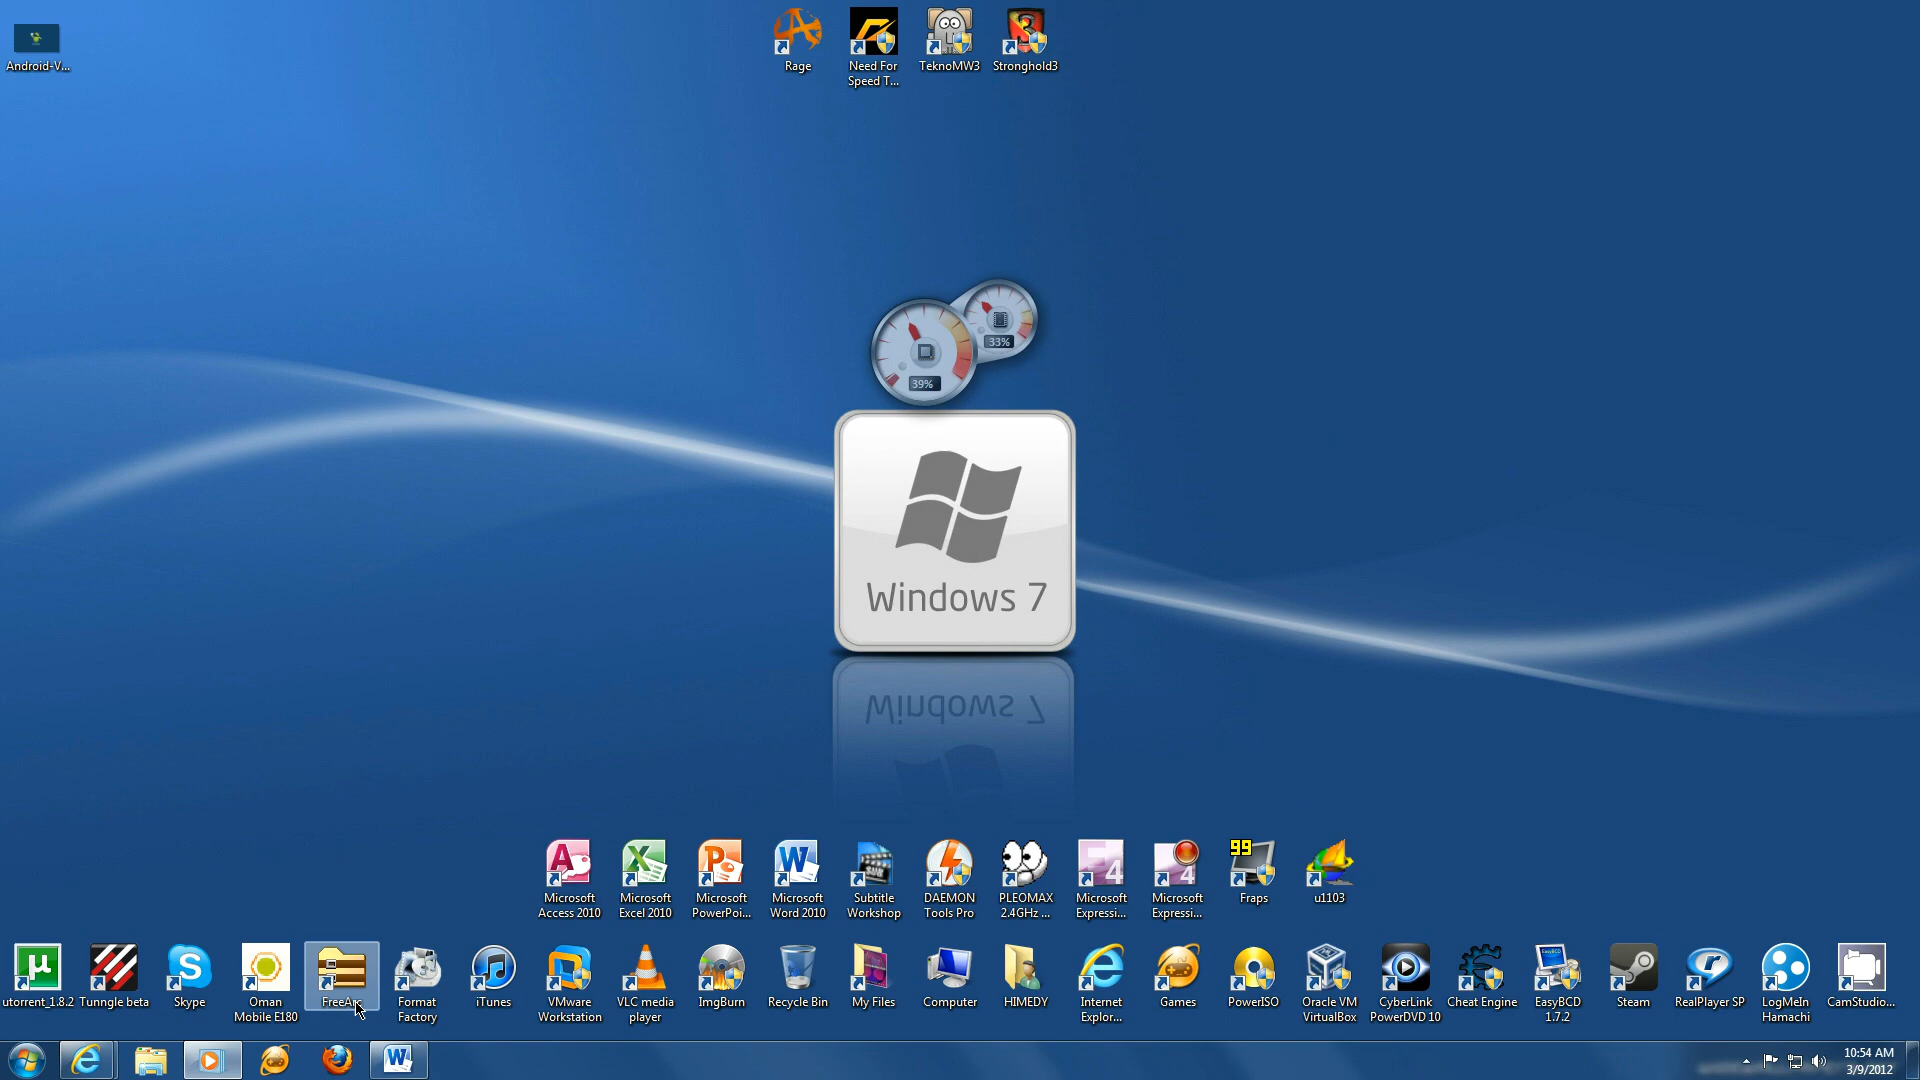 Android-V...
Rage
Need For
Speed T...
TeknoMW3
Stronghold3
33%
39%
Windows 7
Microsoft
Access 2010
Microsoft
Excel 2010
Microsoft
PowerPoi...
Microsoft
Word 2010
Subtitle
Workshop
DAEMON
Tools Pro
PLEOMAX
2.4GHz ...
Microsoft
Expressi...
Microsoft
Expressi...
99
Fraps
u1103
utorrent_1.8.2
Tunngle beta
Skype
Oman
Mobile E180
FreeArc
Format
Factory
iTunes
VMware
Workstation
VLC media
player
ImgBurn
Recycle Bin
My Files
Computer
HIMEDY
Internet
Explor...
Games
PowerISO
Oracle VM
VirtualBox
CyberLink
PowerDVD 10
Cheat Engine
EasyBCD
1.7.2
Steam
RealPlayer SP
LogMeIn
Hamachi
CamStudio...
10:54 AM
3/9/2012